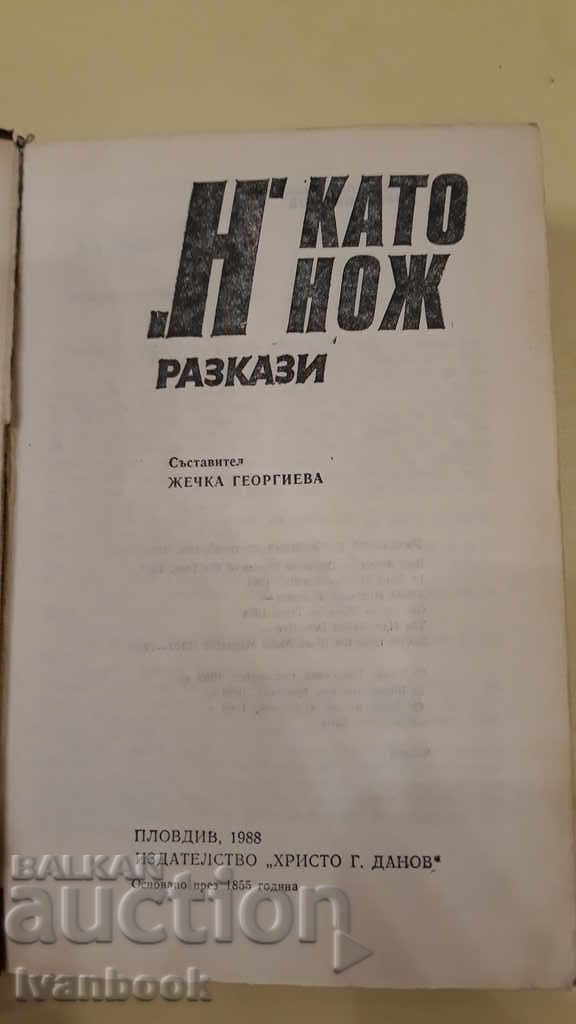 „Н“ КАТО
НОЖ
РАЗКАЗИ
Съставител
ЖЕЧКА ГЕОРГИЕВА
ПЛОВДИВ, 1988
ИЗДАТЕЛСТВО „ХРИСТО Г. ДАНОВ“
Основано през 1855 година
BALKAN
auction
Ivanbook